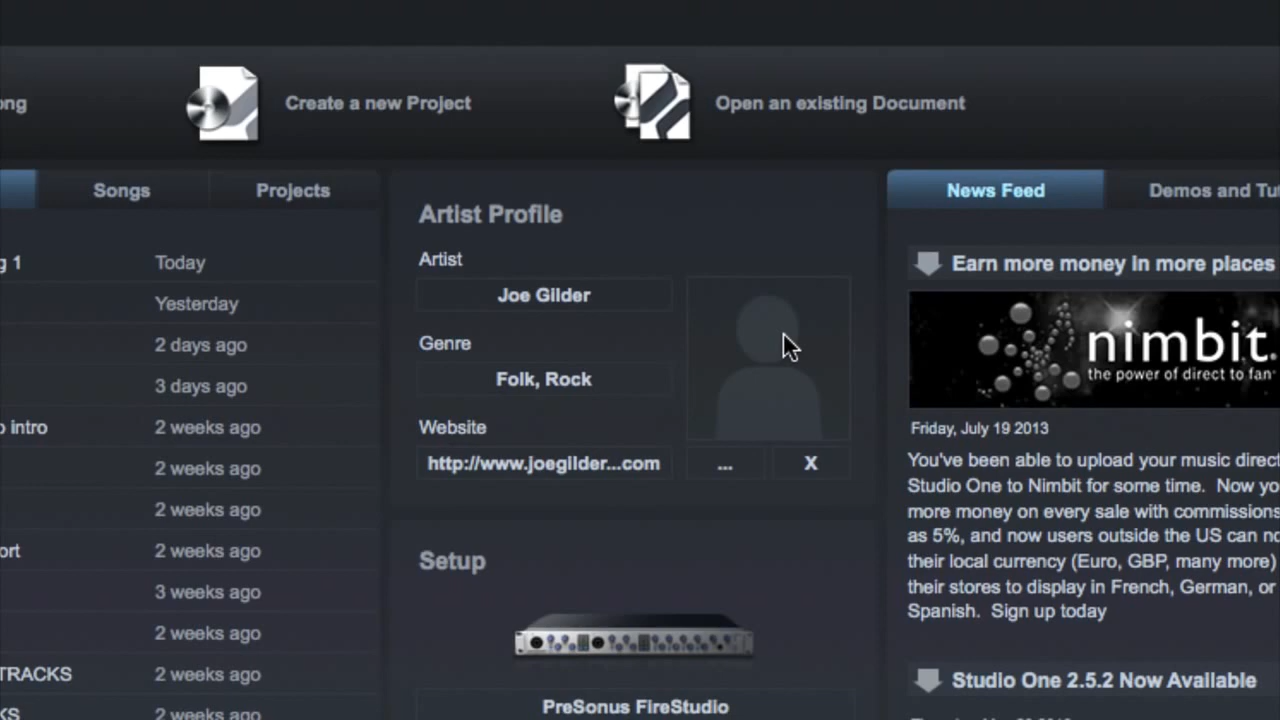 ong
Create a new Project
Open an existing Document
Songs
Projects
g 1
Today
Yesterday
2 days ago
3 days ago
o intro
2 weeks ago
2 weeks ago
2 weeks ago
ort
2 weeks ago
3 weeks ago
2 weeks ago
TRACKS
2 weeks ago
KS
2 weeks ago
Artist Profile
Artist
Joe Gilder
Genre
Folk, Rock
Website
http://www.joegilder...com
...
X
Setup
PreSonus FireStudio
News Feed
Demos and Tut
Earn more money in more places
nimbit.
the power of direct to fan
Friday, July 19 2013
You've been able to upload your music direct
Studio One to Nimbit for some time. Now yo
more money on every sale with commissions
as 5%, and now users outside the US can no
their local currency (Euro, GBP, many more)
their stores to display in French, German, or
Spanish. Sign up today
Studio One 2.5.2 Now Available